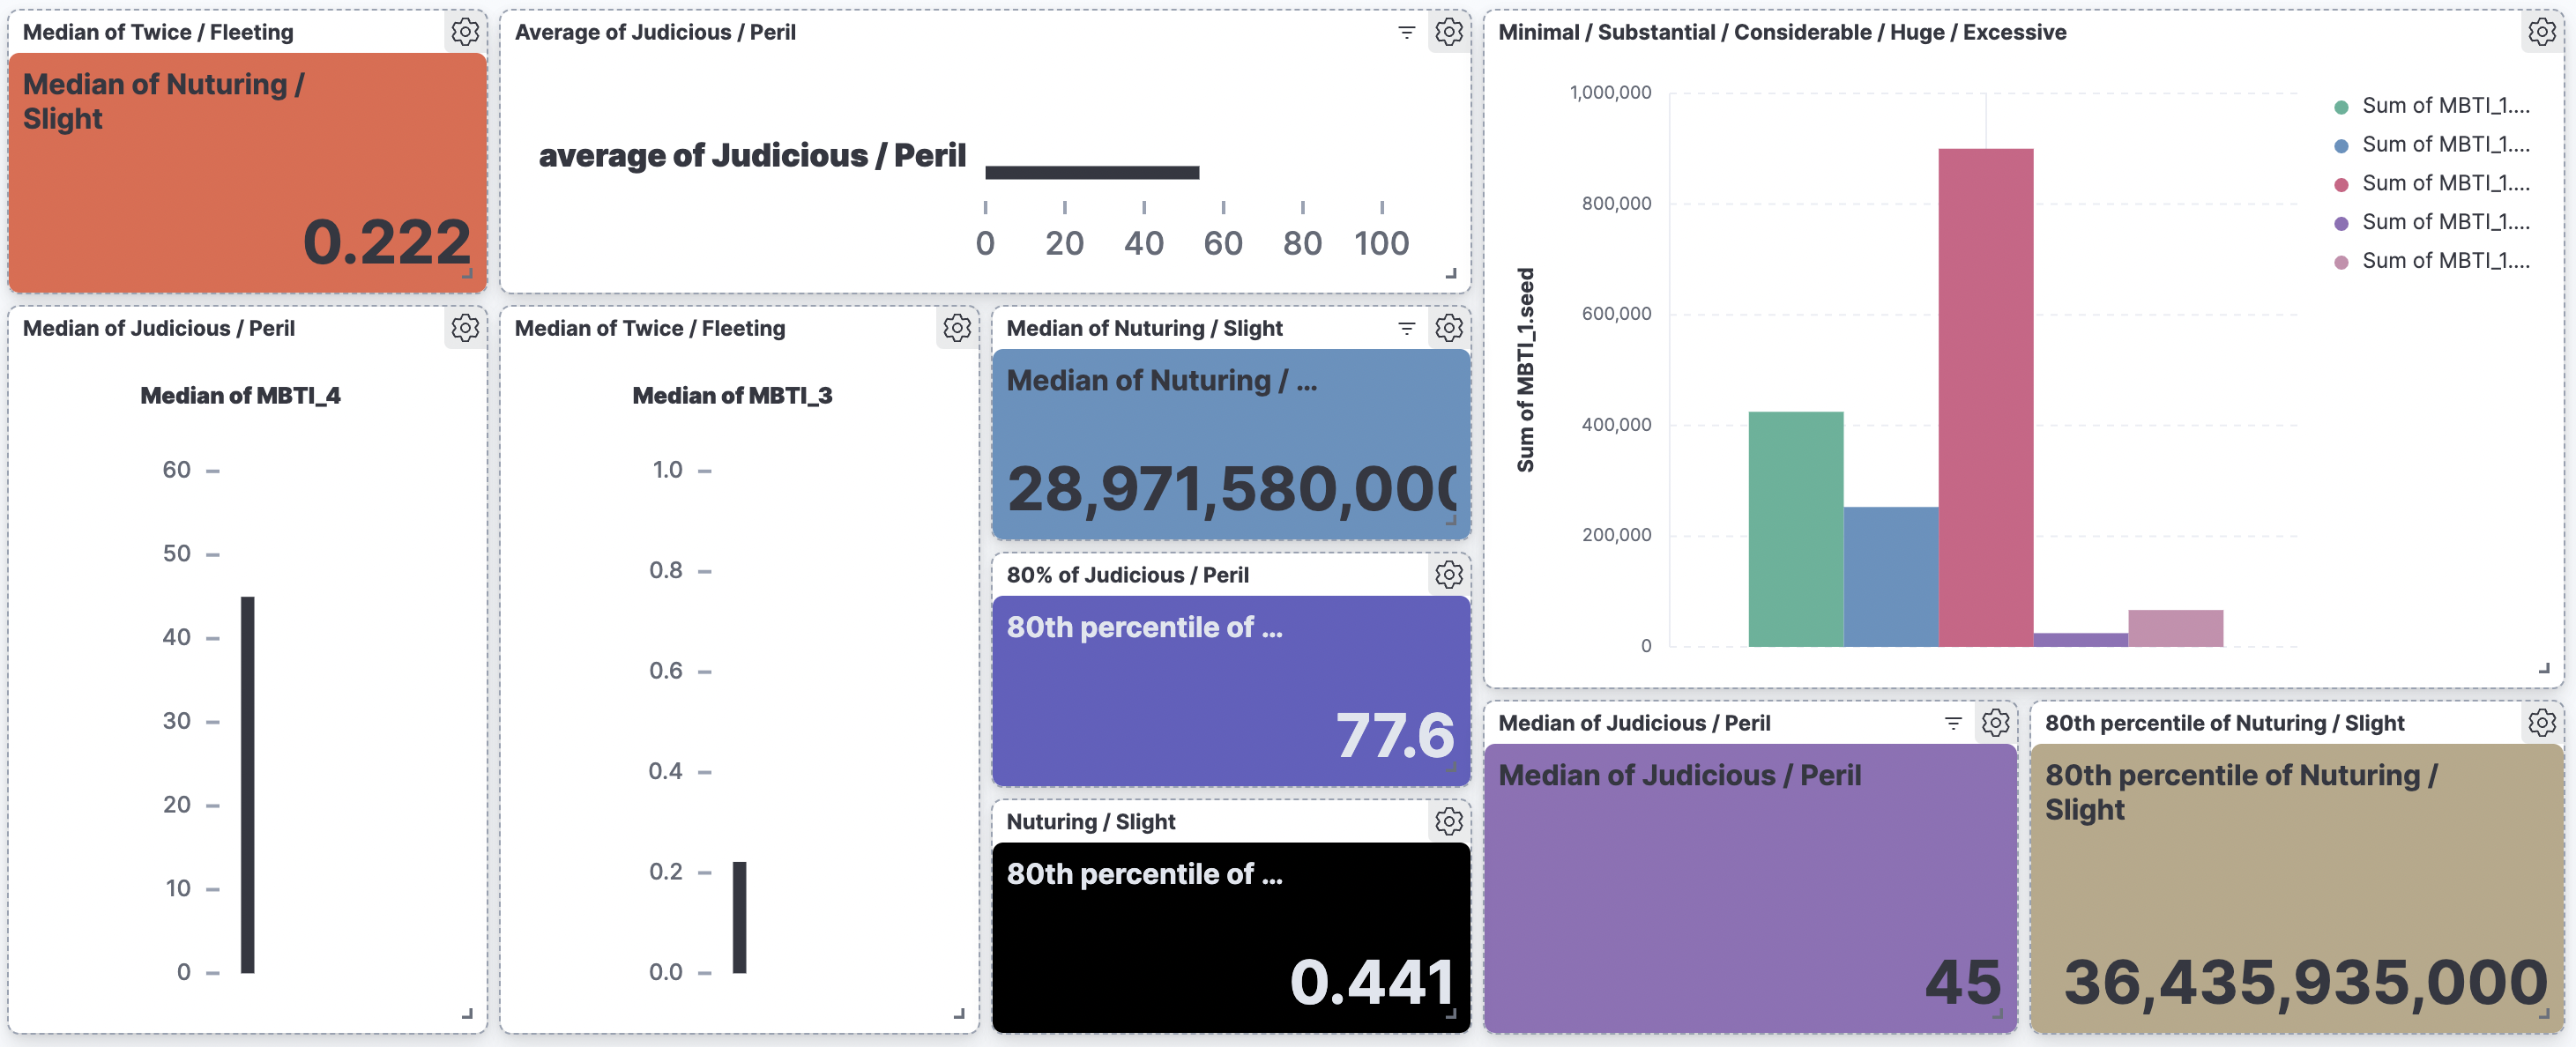 Median of Twice / Fleeting
Median of Nuturing /
Slight
0.222
Average of Judicious / Peril
average of Judicious / Peril
0 20 40 60 80 100
Minimal / Substantial / Considerable / Huge / Excessive
Sum of MBTI_1.seed
1,000,000
800,000
600,000
400,000
200,000
0
Sum of MBTI_1....
Sum of MBTI_1....
Sum of MBTI_1....
Sum of MBTI_1....
Sum of MBTI_1....
Median of Judicious / Peril
Median of MBTI_4
60
50
40
30
20
10
0
Median of Twice / Fleeting
Median of MBTI_3
1.0
0.8
0.6
0.4
0.2
0.0
Median of Nuturing / Slight
Median of Nuturing / ...
28,971,580,000
80% of Judicious / Peril
80th percentile of ...
77.6
Nuturing / Slight
80th percentile of ...
0.441
Median of Judicious / Peril
Median of Judicious / Peril
45
80th percentile of Nuturing / Slight
80th percentile of Nuturing /
Slight
36,435,935,000